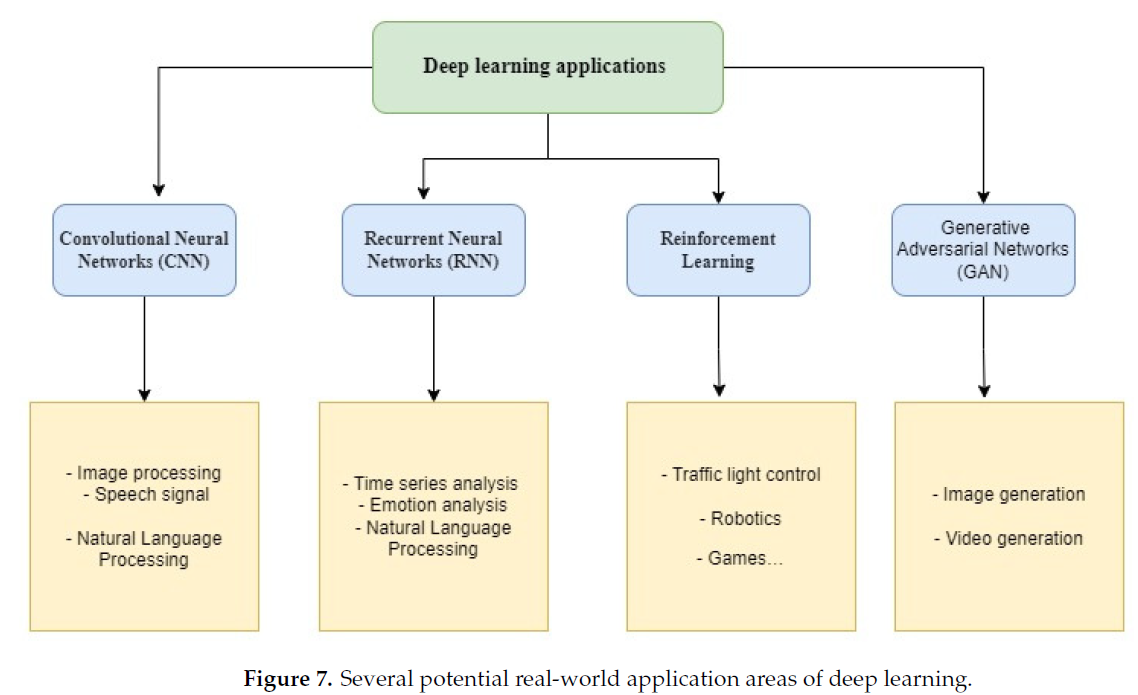 Deep learning applications
Convolutional Neural
Networks (CNN)
Recurrent Neural
Networks (RNN)
Reinforcement
Learning
Generative
Adversarial Networks
(GAN)
- Image processing
- Speech signal
- Natural Language
Processing
- Time series analysis
- Emotion analysis
- Natural Language
Processing
- Traffic light control
- Robotics
- Games...
- Image generation
- Video generation
Figure 7. Several potential real-world application areas of deep learning.